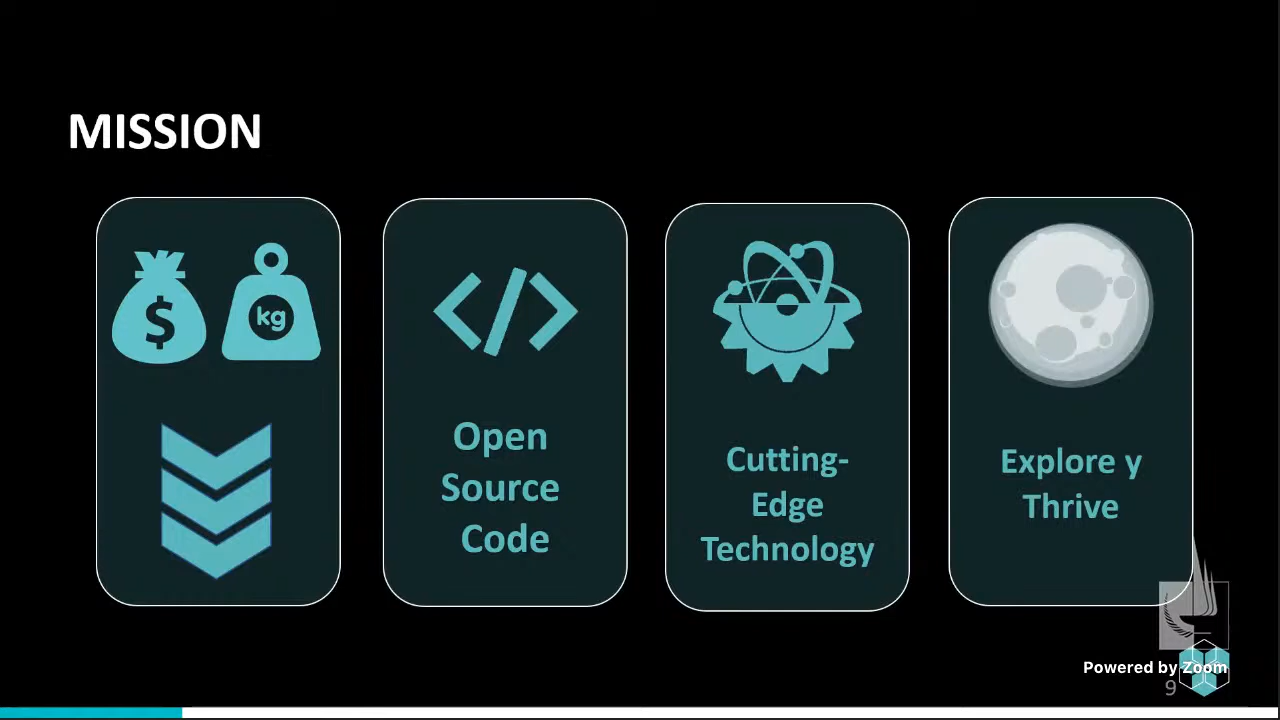 MISSION
$
kg
</>
Open
Source
Code
Cutting-
Edge
Technology
Explore y
Thrive
Powered by Zoom
9